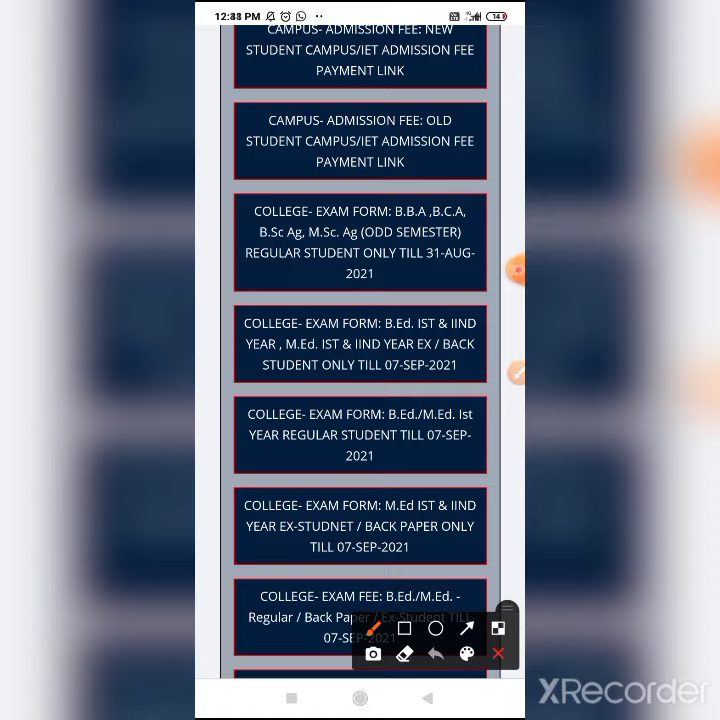 12:48 PM
14
CAMPUS- ADMISSION FEE: NEW
STUDENT CAMPUS/IET ADMISSION FEE
PAYMENT LINK
CAMPUS- ADMISSION FEE: OLD
STUDENT CAMPUS/IET ADMISSION FEE
PAYMENT LINK
COLLEGE- EXAM FORM: B.B.A ,B.C.A,
B.Sc Ag, M.Sc. Ag (ODD SEMESTER)
REGULAR STUDENT ONLY TILL 31-AUG-
2021
COLLEGE- EXAM FORM: B.Ed. IST & IIND
YEAR , M.Ed. IST & IIND YEAR EX / BACK
STUDENT ONLY TILL 07-SEP-2021
COLLEGE- EXAM FORM: B.Ed./M.Ed. Ist
YEAR REGULAR STUDENT TILL 07-SEP-
2021
COLLEGE- EXAM FORM: M.Ed IST & IIND
YEAR EX-STUDNET / BACK PAPER ONLY
TILL 07-SEP-2021
COLLEGE- EXAM FEE: B.Ed./M.Ed. -
Regular / Back Paper / Ex-Student TILL
07-SEP-2021
XRecorder